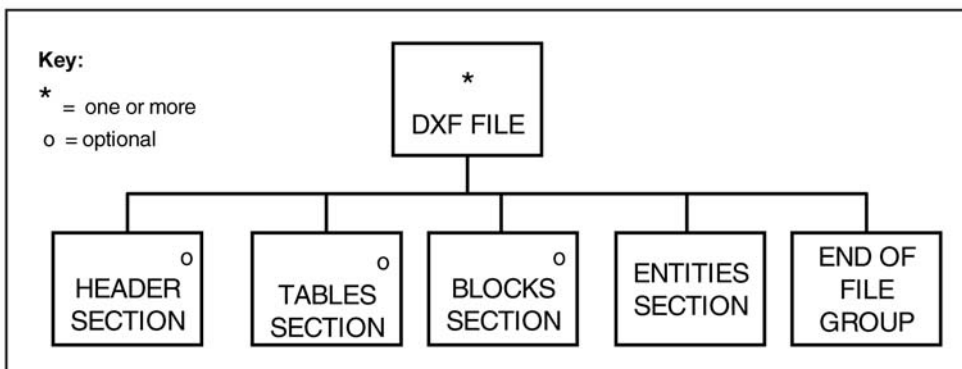 Key:
* = one or more
o = optional
*
DXF FILE
o
HEADER
SECTION
o
TABLES
SECTION
o
BLOCKS
SECTION
ENTITIES
SECTION
END OF
FILE
GROUP